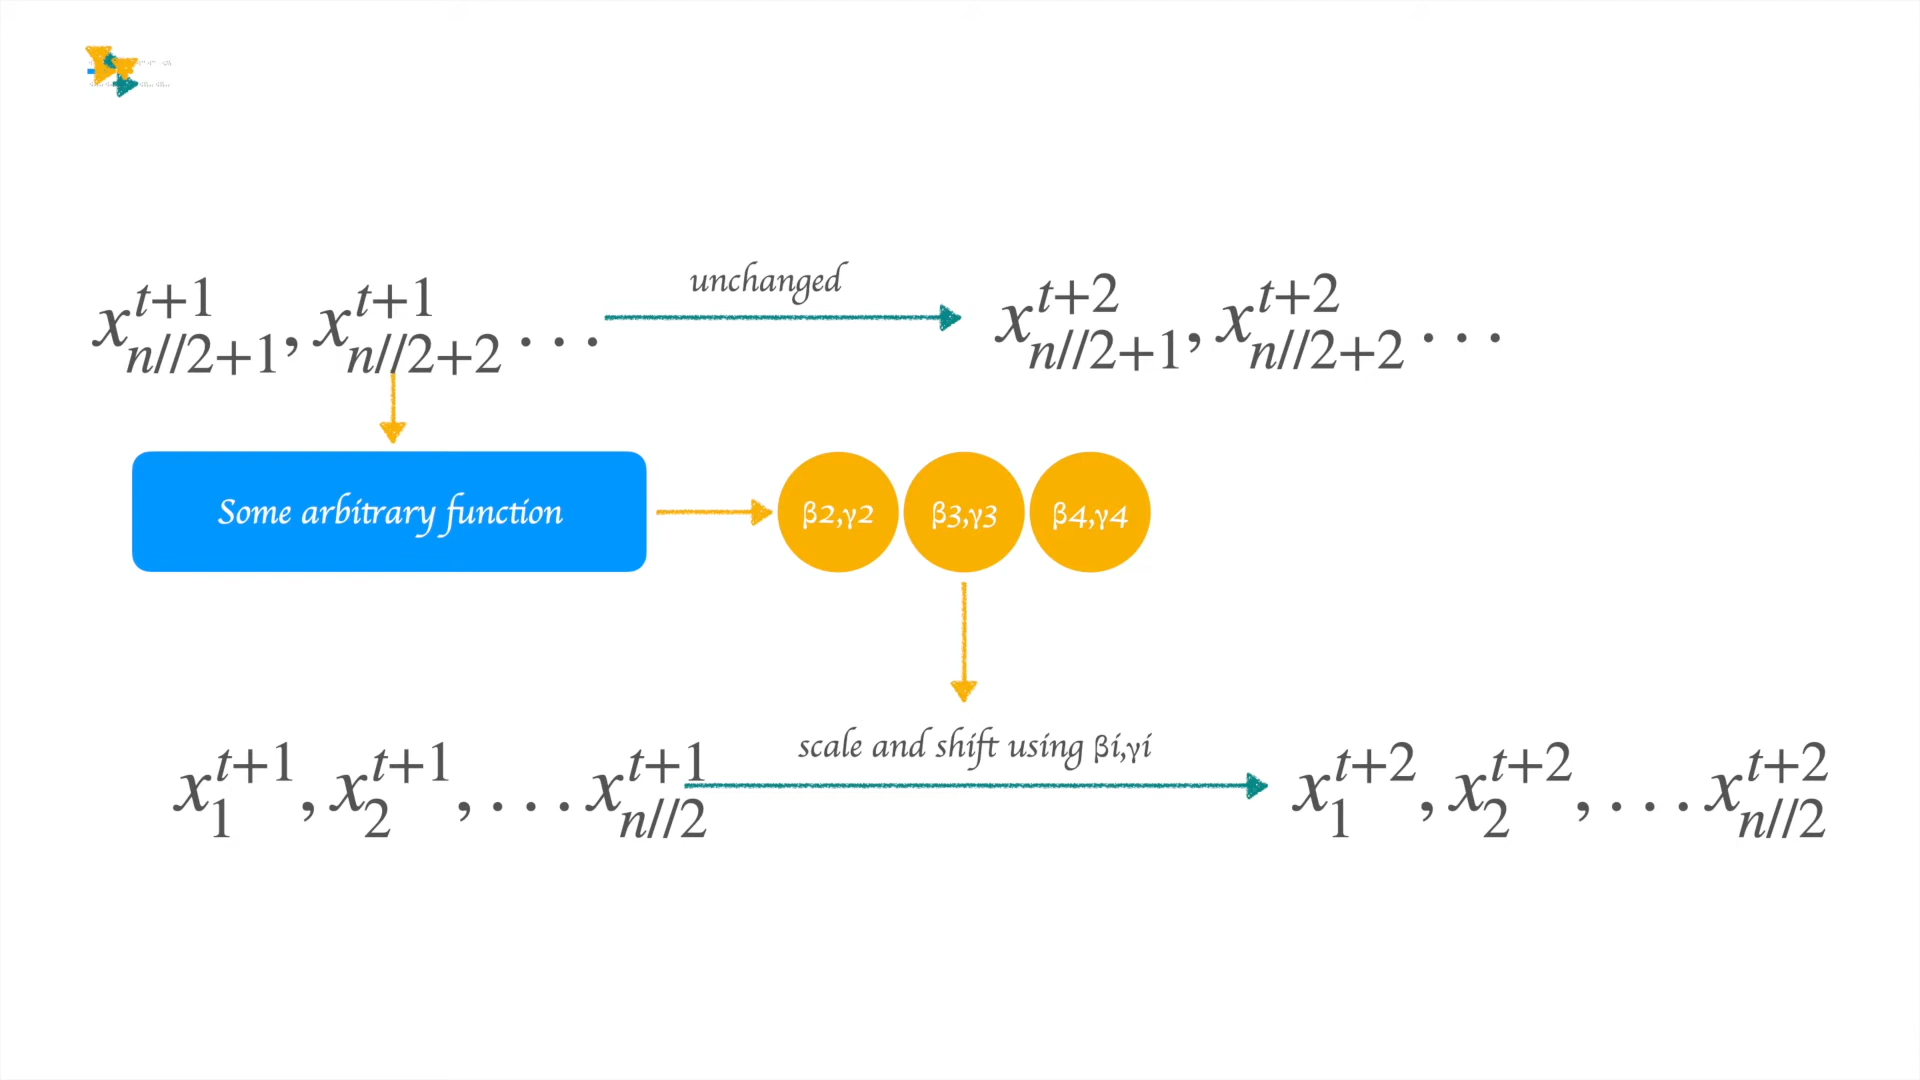 unchanged
x^{t+1}_{n//2+1}, x^{t+1}_{n//2+2} ...
x^{t+2}_{n//2+1}, x^{t+2}_{n//2+2} ...
Some arbitrary function
β2,γ2
β3,γ3
β4,γ4
scale and shift using βi,γi
x^{t+1}_1, x^{t+1}_2, ... x^{t+1}_{n//2}
x^{t+2}_1, x^{t+2}_2, ... x^{t+2}_{n//2}